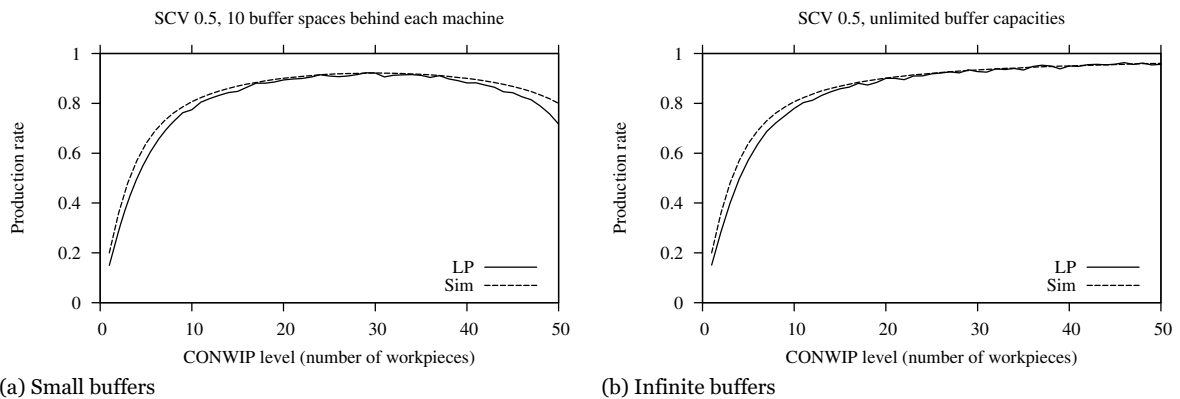 SCV 0.5, 10 buffer spaces behind each machine
1
0.8
0.6
0.4
0.2
0
Production rate
LP
Sim
0 10 20 30 40 50
CONWIP level (number of workpieces)
(a) Small buffers
SCV 0.5, unlimited buffer capacities
1
0.8
0.6
0.4
0.2
0
Production rate
LP
Sim
0 10 20 30 40 50
CONWIP level (number of workpieces)
(b) Infinite buffers